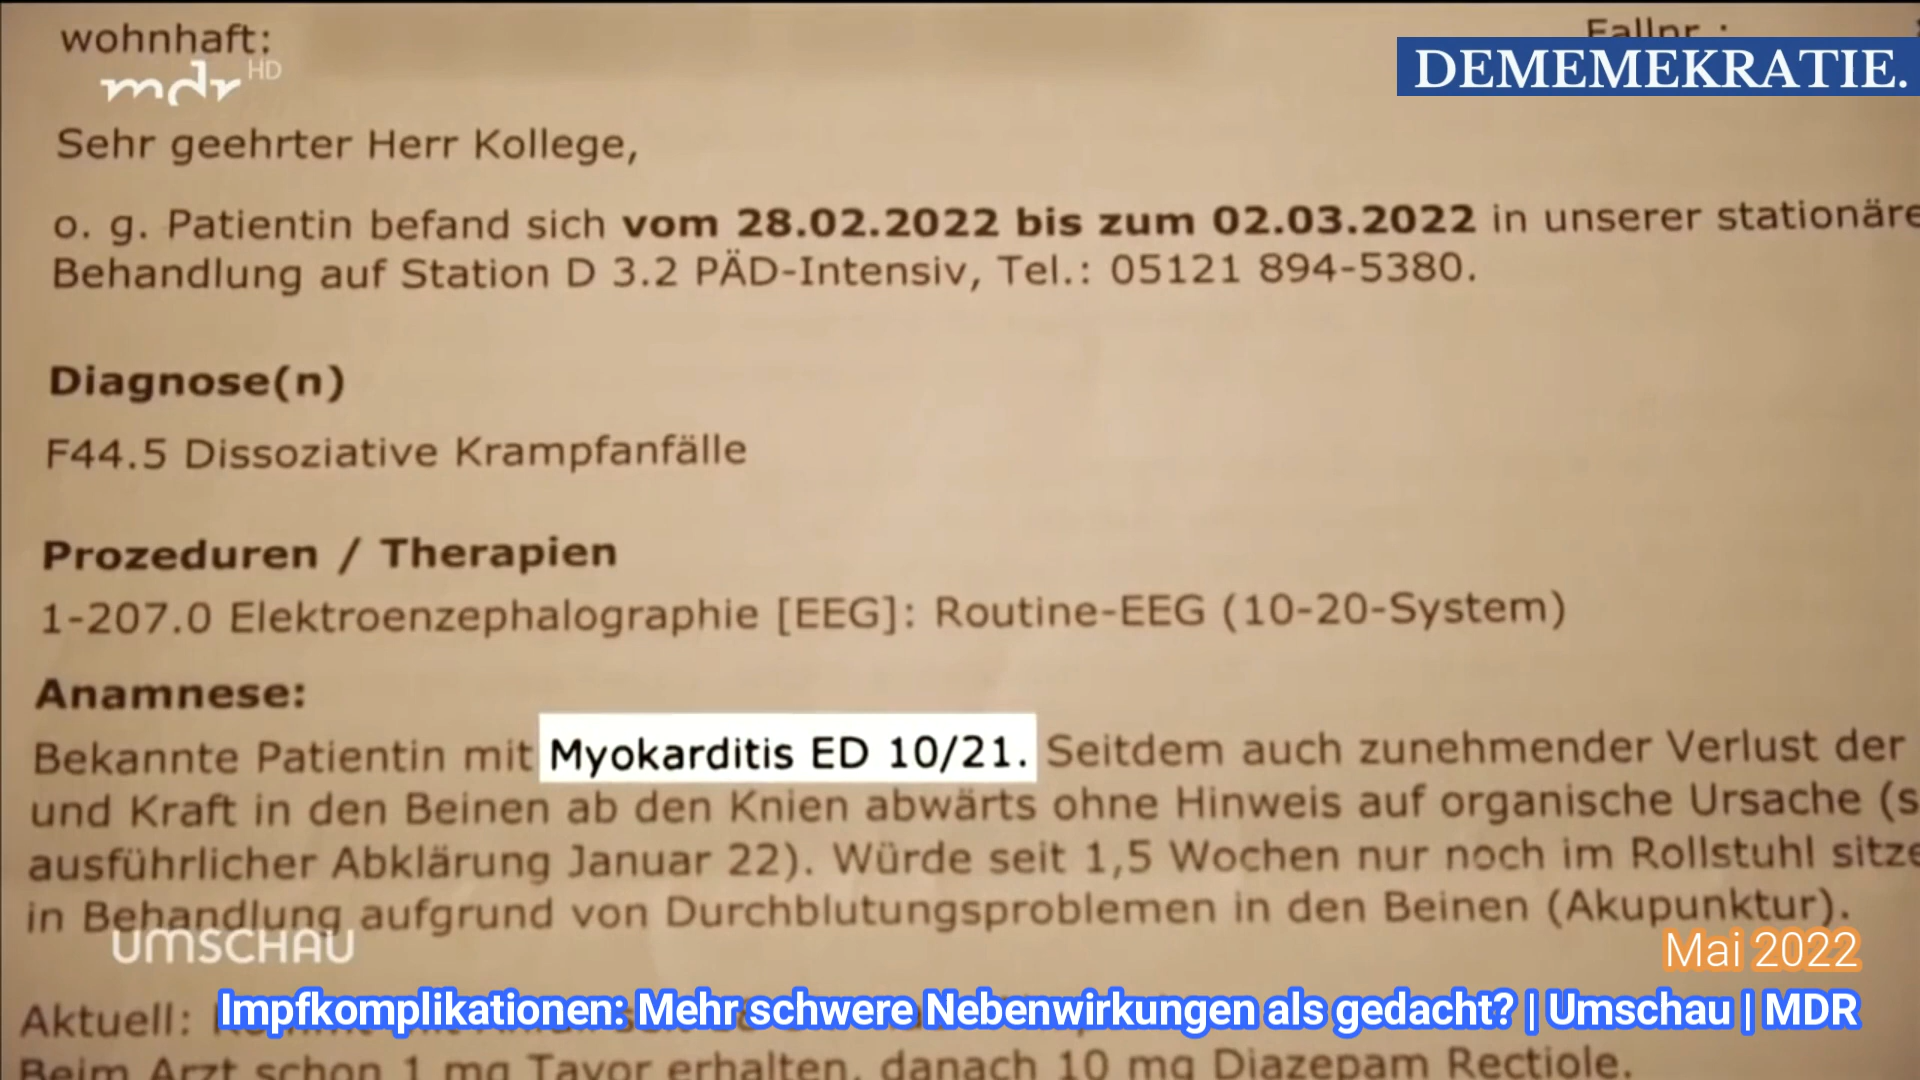 wohnhaft:
Fallnr.:
mdr HD
DEMEMEKRATIE.
Sehr geehrter Herr Kollege,
o. g. Patientin befand sich vom 28.02.2022 bis zum 02.03.2022 in unserer stationäre
Behandlung auf Station D 3.2 PÄD-Intensiv, Tel.: 05121 894-5380.
Diagnose(n)
F44.5 Dissoziative Krampfanfälle
Prozeduren / Therapien
1-207.0 Elektroenzephalographie [EEG]: Routine-EEG (10-20-System)
Anamnese:
Bekannte Patientin mit Myokarditis ED 10/21. Seitdem auch zunehmender Verlust der
und Kraft in den Beinen ab den Knien abwärts ohne Hinweis auf organische Ursache (s
ausführlicher Abklärung Januar 22). Würde seit 1,5 Wochen nur noch im Rollstuhl sitze
in Behandlung aufgrund von Durchblutungsproblemen in den Beinen (Akupunktur).
UMSCHAU
Mai 2022
Aktuell:
Impfkomplikationen: Mehr schwere Nebenwirkungen als gedacht? | Umschau | MDR
Beim Arzt schon 1 mg Tavor erhalten, danach 10 mg Diazepam Rectiole.